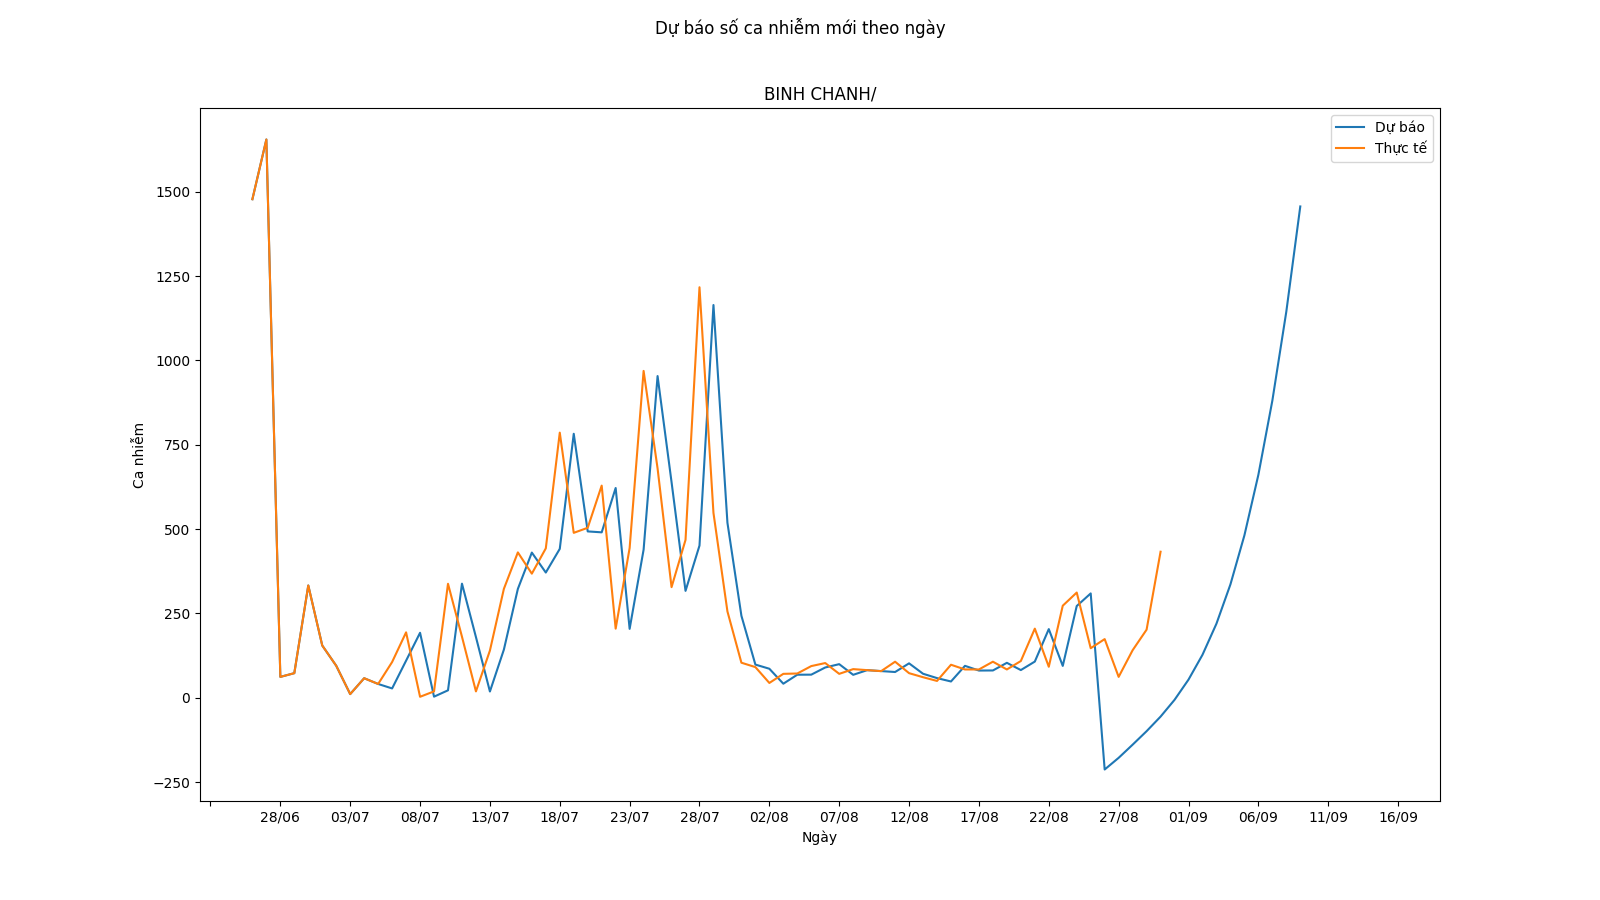 Dự báo số ca nhiễm mới theo ngày
BINH CHANH/
Dự báo
Thực tế
1500
1250
1000
750
500
250
0
−250
Ca nhiễm
28/06 03/07 08/07 13/07 18/07 23/07 28/07 02/08 07/08 12/08 17/08 22/08 27/08 01/09 06/09 11/09 16/09
Ngày